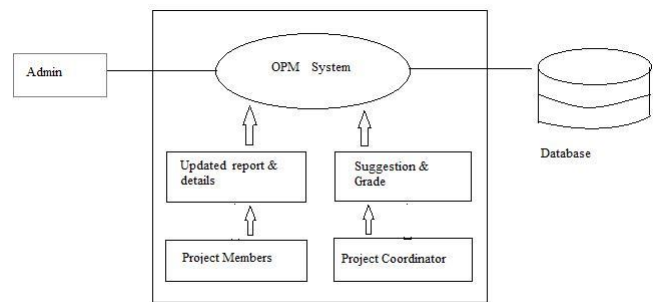 OPM System
Admin
Updated report &
details
Suggestion &
Grade
Database
Project Members
Project Coordinator